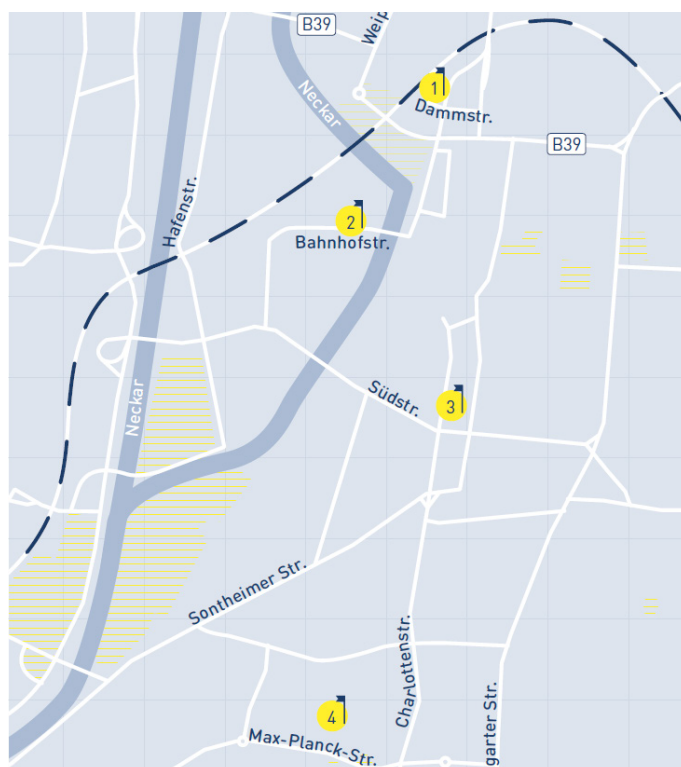 B39
Weip
Neckar
1
Dammstr.
B39
Hafenstr.
2
Bahnhofstr.
Neckar
Südstr.
3
Sontheimer Str.
Charlottenstr.
4
Max-Planck-Str.
garter Str.